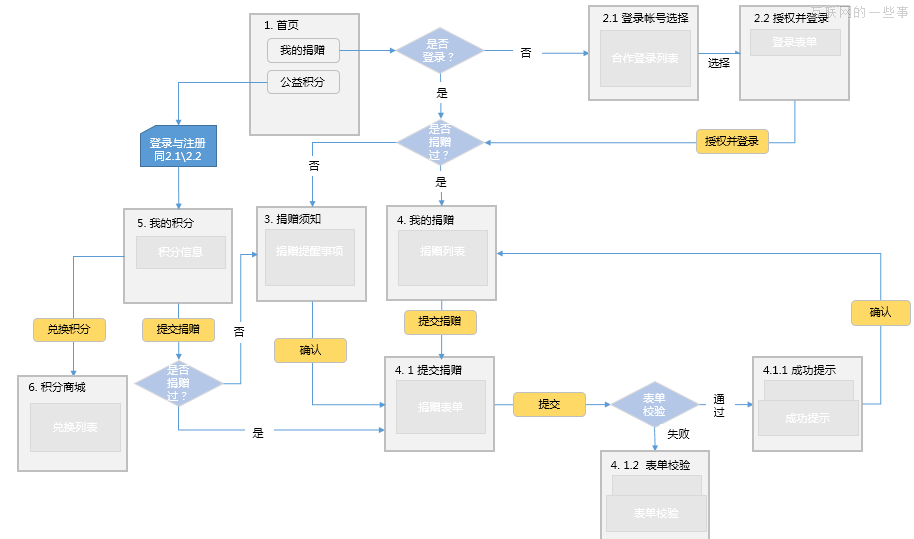 互联网的一些事
1. 首页
我的捐赠
公益积分
是否
登录？
否
2.1 登录帐号选择
合作登录列表
选择
2.2 授权并登录
登录表单
是
登录与注册
同2.1\2.2
是否
捐赠
过？
授权并登录
否
是
5. 我的积分
积分信息
3. 捐赠须知
捐赠提醒事项
4. 我的捐赠
捐赠列表
兑换积分
提交捐赠
否
确认
提交捐赠
确认
6. 积分商城
兑换列表
是否
捐赠
过？
是
4. 1 提交捐赠
捐赠表单
提交
表单
校验
通
过
失败
4.1.1 成功提示
成功提示
4. 1.2 表单校验
表单校验